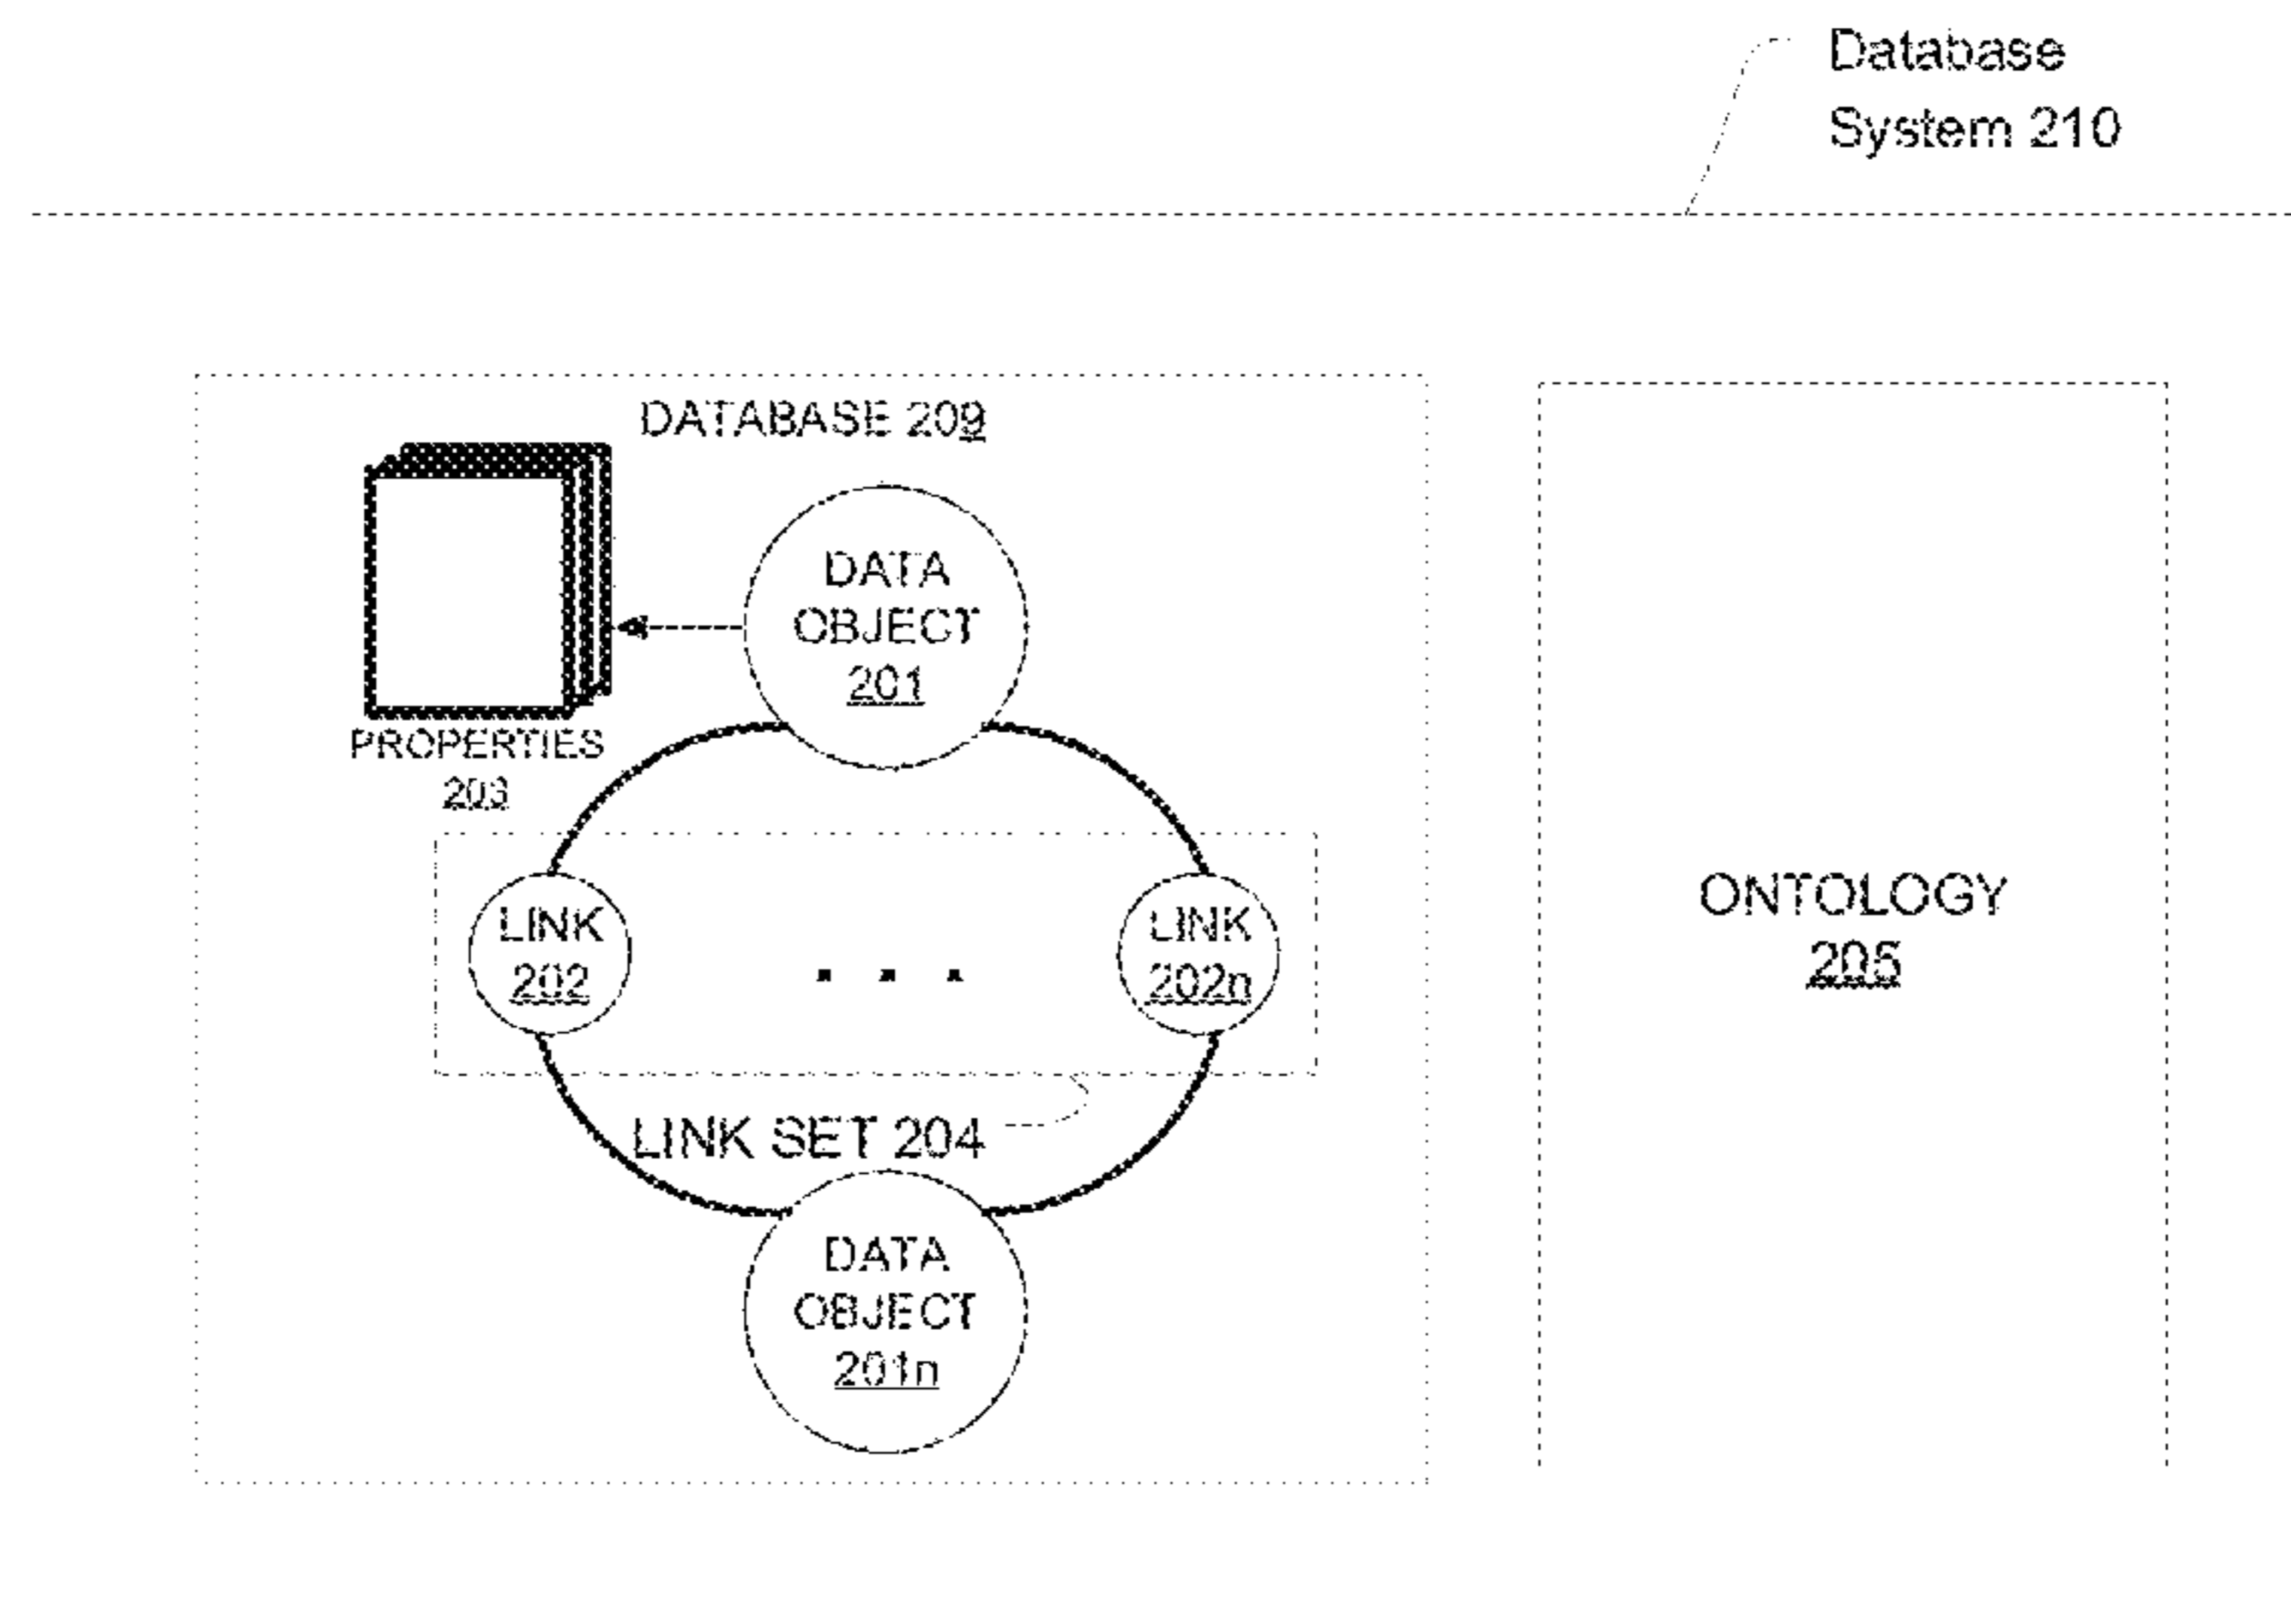 Database
System 210
DATABASE 209
DATA
OBJECT
201
PROPERTIES
203
LINK
202
. . .
LINK
202n
ONTOLOGY
205
LINK SET 204
DATA
OBJECT
201n